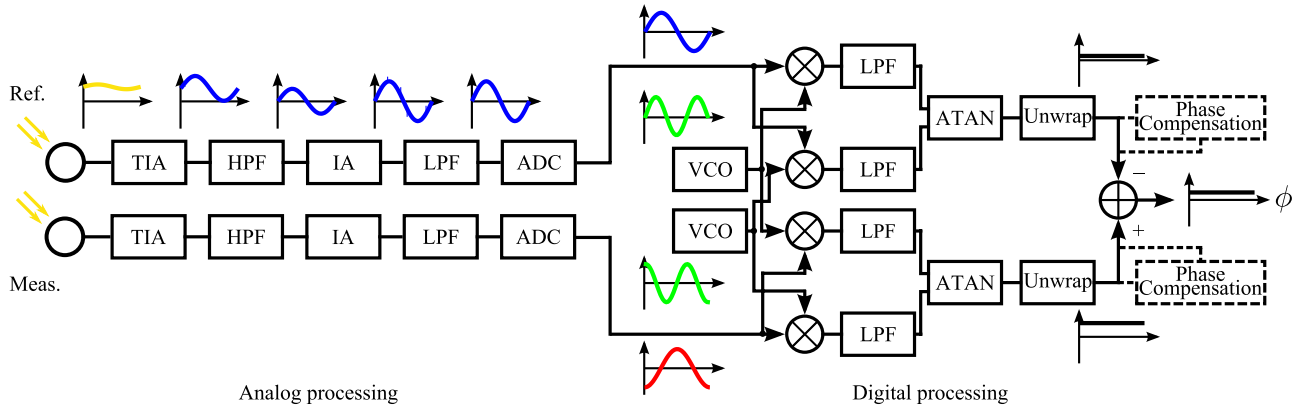 Ref.
TIA HPF IA LPF ADC
TIA HPF IA LPF ADC
Meas.
Analog processing
VCO
VCO
LPF
LPF
LPF
LPF
ATAN
ATAN
Unwrap
Unwrap
Phase
Compensation
−
+
ϕ
Phase
Compensation
Digital processing